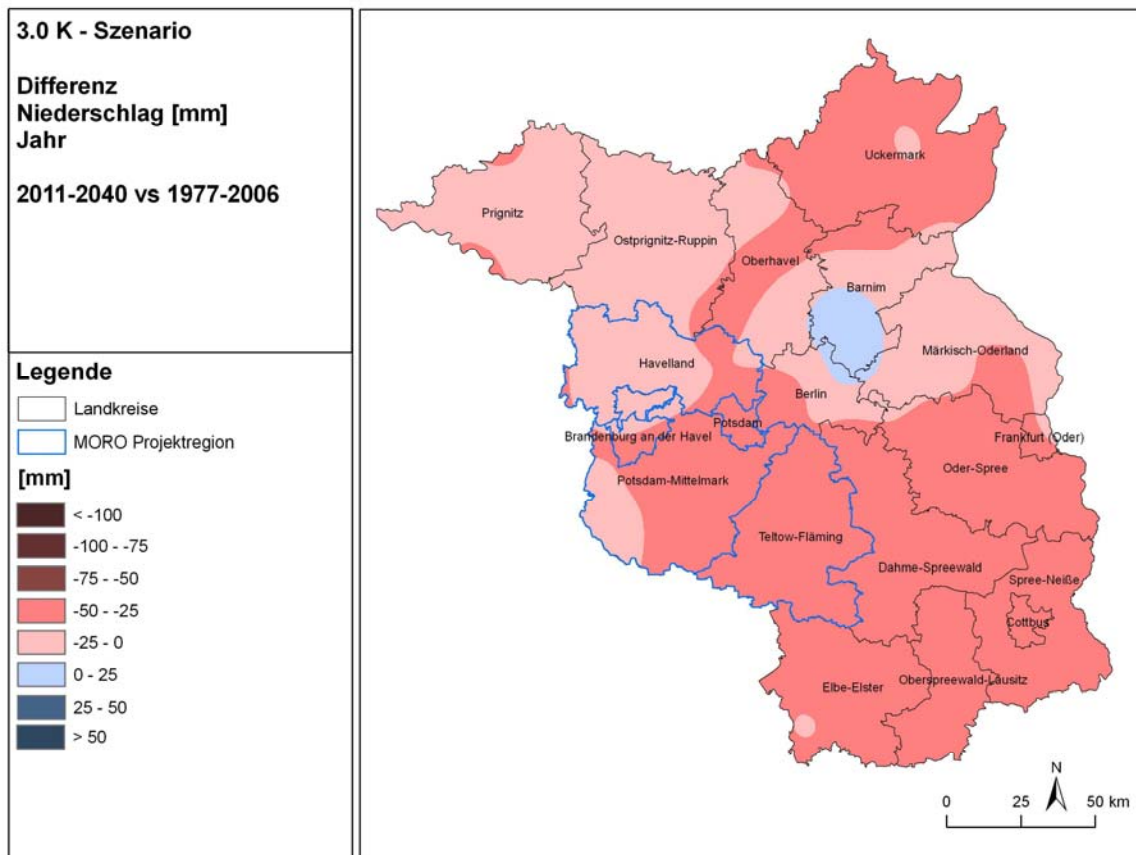 3.0 K - Szenario
Differenz
Niederschlag [mm]
Jahr
2011-2040 vs 1977-2006
Legende
Landkreise
MORO Projektregion
[mm]
< -100
-100 - -75
-75 - -50
-50 - -25
-25 - 0
0 - 25
25 - 50
> 50
Uckermark
Prignitz
Ostprignitz-Ruppin
Oberhavel
Barnim
Märkisch-Oderland
Havelland
Berlin
Potsdam
Brandenburg an der Havel
Frankfurt (Oder)
Oder-Spree
Potsdam-Mittelmark
Teltow-Fläming
Dahme-Spreewald
Spree-Neiße
Cottbus
Elbe-Elster
Oberspreewald-Läusitz
N
0 25 50 km